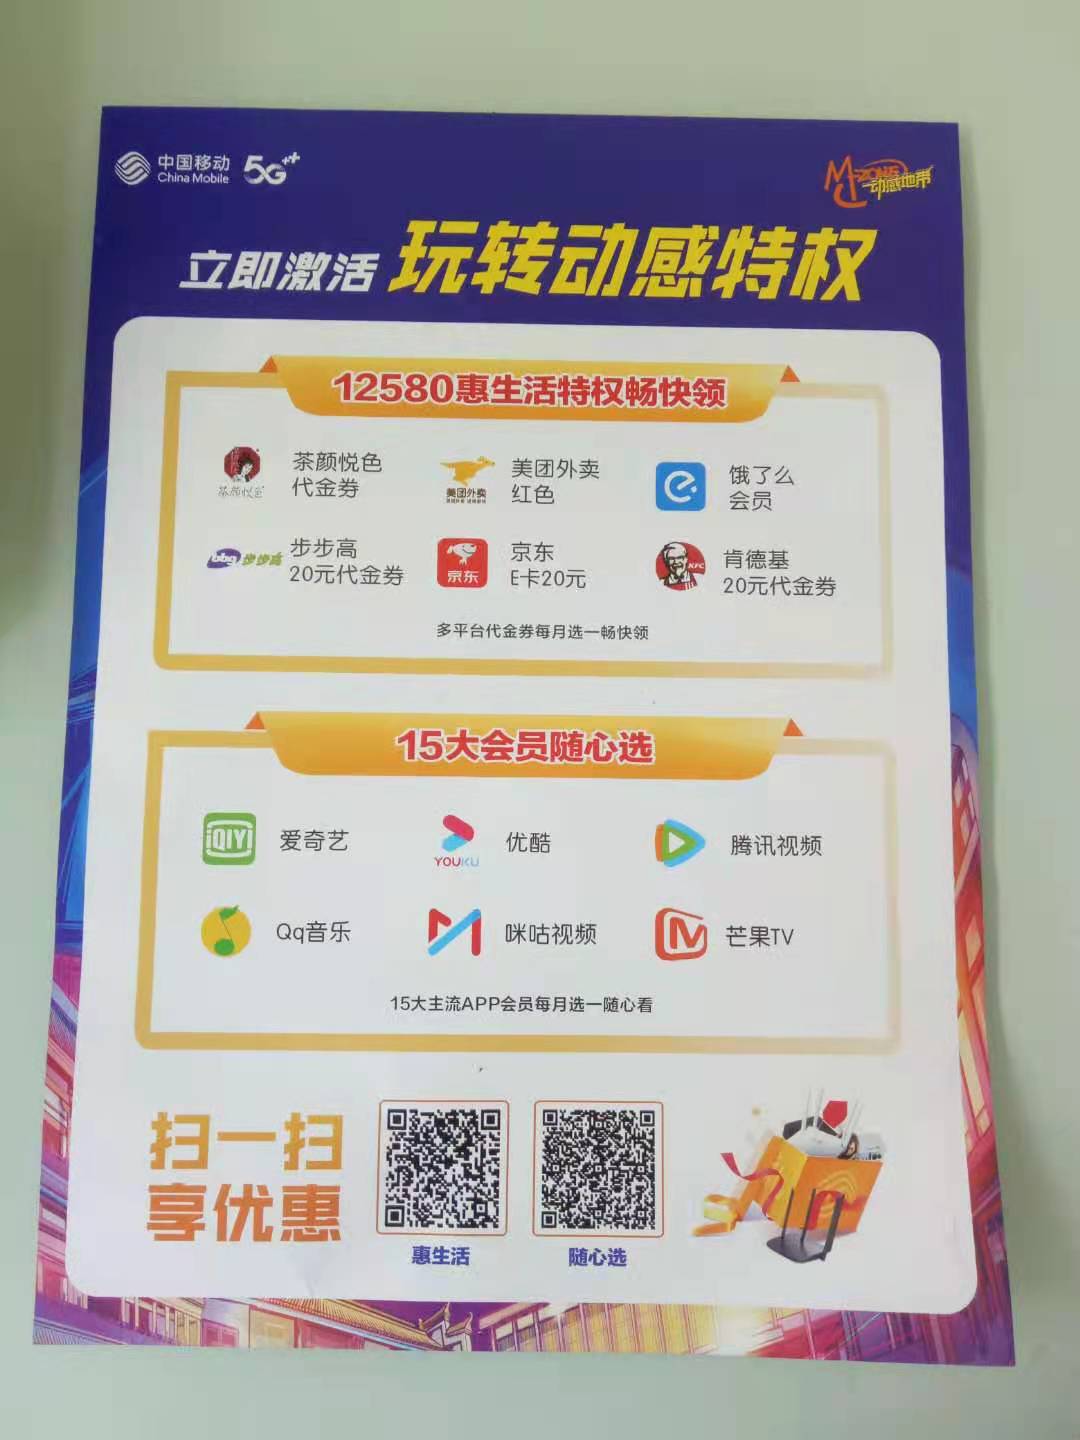 中国移动
China Mobile
5G++
M-ZONE
动感地带
立即激活 玩转动感特权
12580惠生活特权畅快领
茶颜悦色
茶颜悦色
代金券
美团外卖
美团外卖
红色
饿了么
会员
bbg 步步高
步步高
20元代金券
京东
京东
E卡20元
KFC
肯德基
20元代金券
多平台代金券每月选一畅快领
15大会员随心选
iQIYI
爱奇艺
YOUKU
优酷
腾讯视频
Qq音乐
咪咕视频
芒果TV
15大主流APP会员每月选一随心看
扫一扫
享优惠
惠生活
随心选